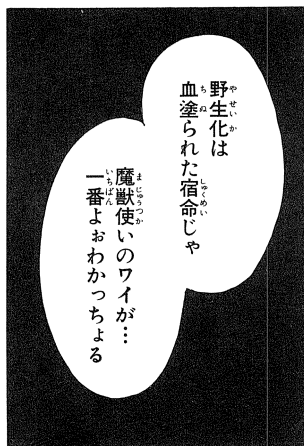 野生化は
血塗られた宿命じゃ
魔獣使いのワイが…
一番よぉわかっちょる